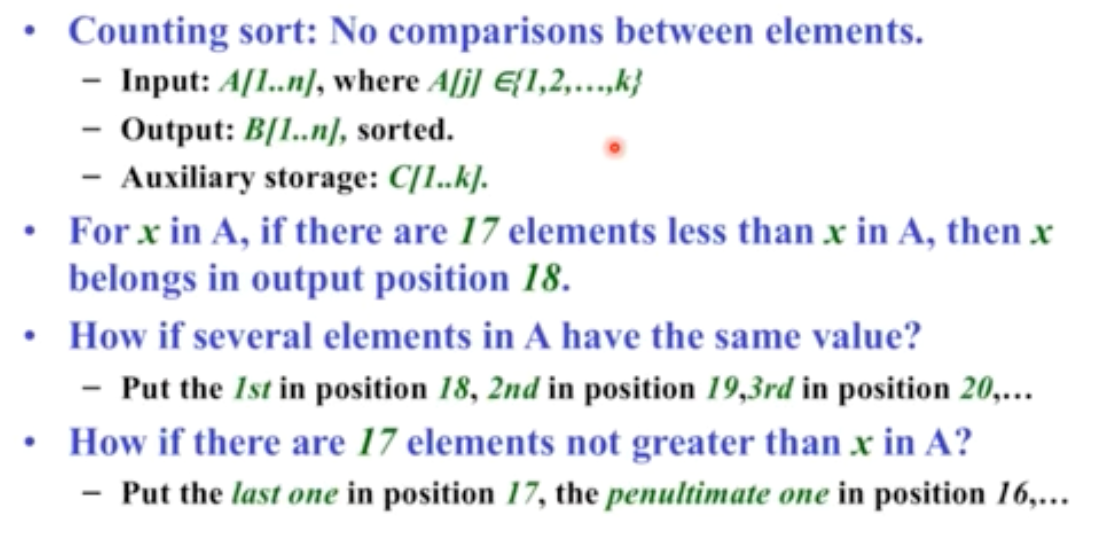 • Counting sort: No comparisons between elements.
– Input: A[1..n], where A[j] ∈{1,2,…,k}
– Output: B[1..n], sorted.
– Auxiliary storage: C[1..k].
• For x in A, if there are 17 elements less than x in A, then x
belongs in output position 18.
• How if several elements in A have the same value?
– Put the 1st in position 18, 2nd in position 19,3rd in position 20,…
• How if there are 17 elements not greater than x in A?
– Put the last one in position 17, the penultimate one in position 16,…